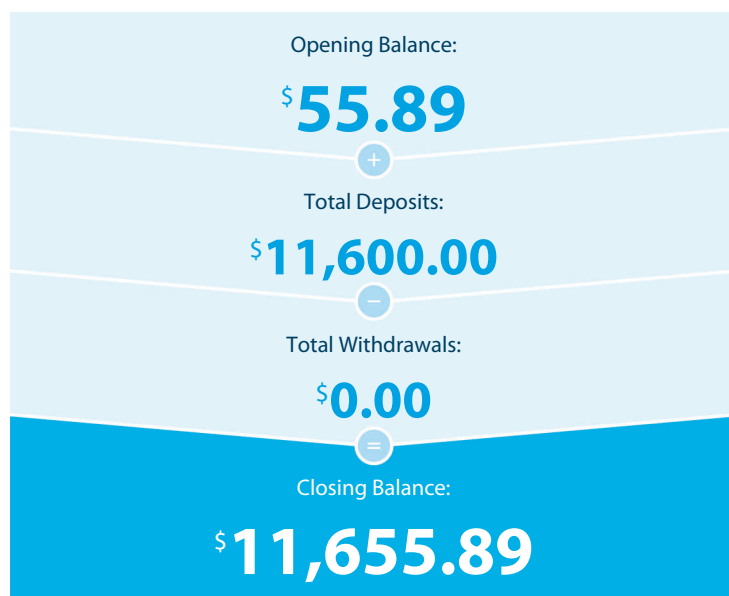 Opening Balance:
$55.89
+
Total Deposits:
$11,600.00
−
Total Withdrawals:
$0.00
=
Closing Balance:
$11,655.89